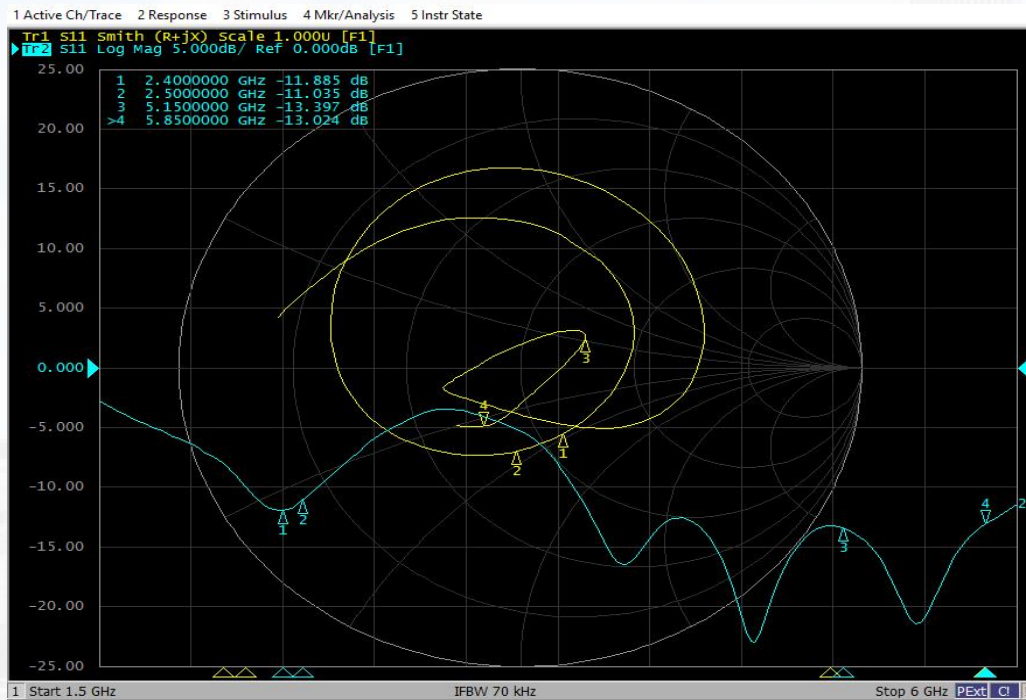 1 Active Ch/Trace 2 Response 3 Stimulus 4 Mkr/Analysis 5 Instr State
Tr1 S11 Smith (R+jX) Scale 1.000U [F1]
Tr2 S11 Log Mag 5.000dB/ Ref 0.000dB [F1]
25.00
1 2.4000000 GHz -11.885 dB
2 2.5000000 GHz -11.035 dB
3 5.1500000 GHz -13.397 dB
>4 5.8500000 GHz -13.024 dB
20.00
15.00
10.00
5.000
0.000
-5.000
-10.00
-15.00
-20.00
-25.00
3
4
1
2
1
2
3
4
2
1 Start 1.5 GHz IFBW 70 kHz Stop 6 GHz PExt C!